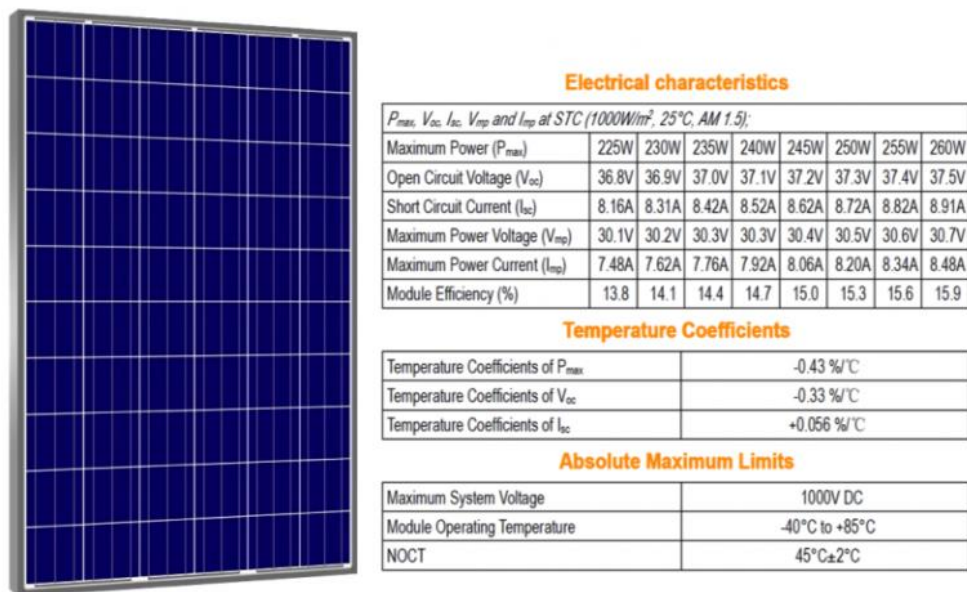 Electrical characteristics
Pmax, Voc, Isc, Vmp and Imp at STC (1000W/m², 25°C, AM 1.5);
Maximum Power (Pmax) 225W 230W 235W 240W 245W 250W 255W 260W
Open Circuit Voltage (Voc) 36.8V 36.9V 37.0V 37.1V 37.2V 37.3V 37.4V 37.5V
Short Circuit Current (Isc) 8.16A 8.31A 8.42A 8.52A 8.62A 8.72A 8.82A 8.91A
Maximum Power Voltage (Vmp) 30.1V 30.2V 30.3V 30.3V 30.4V 30.5V 30.6V 30.7V
Maximum Power Current (Imp) 7.48A 7.62A 7.76A 7.92A 8.06A 8.20A 8.34A 8.48A
Module Efficiency (%) 13.8 14.1 14.4 14.7 15.0 15.3 15.6 15.9
Temperature Coefficients
Temperature Coefficients of Pmax -0.43 %/℃
Temperature Coefficients of Voc -0.33 %/℃
Temperature Coefficients of Isc +0.056 %/℃
Absolute Maximum Limits
Maximum System Voltage 1000V DC
Module Operating Temperature -40°C to +85°C
NOCT 45°C±2°C